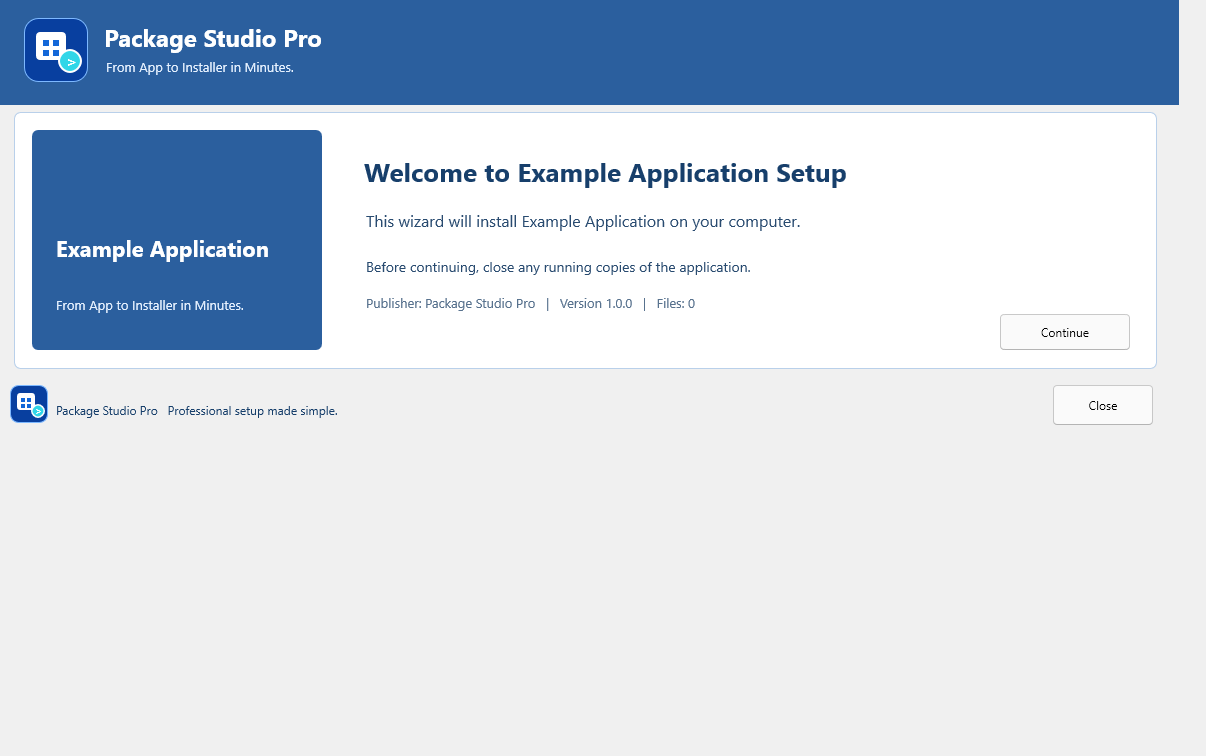 Package Studio Pro
From App to Installer in Minutes.
Example Application
From App to Installer in Minutes.
Welcome to Example Application Setup
This wizard will install Example Application on your computer.
Before continuing, close any running copies of the application.
Publisher: Package Studio Pro | Version 1.0.0 | Files: 0
Continue
Package Studio Pro Professional setup made simple.
Close